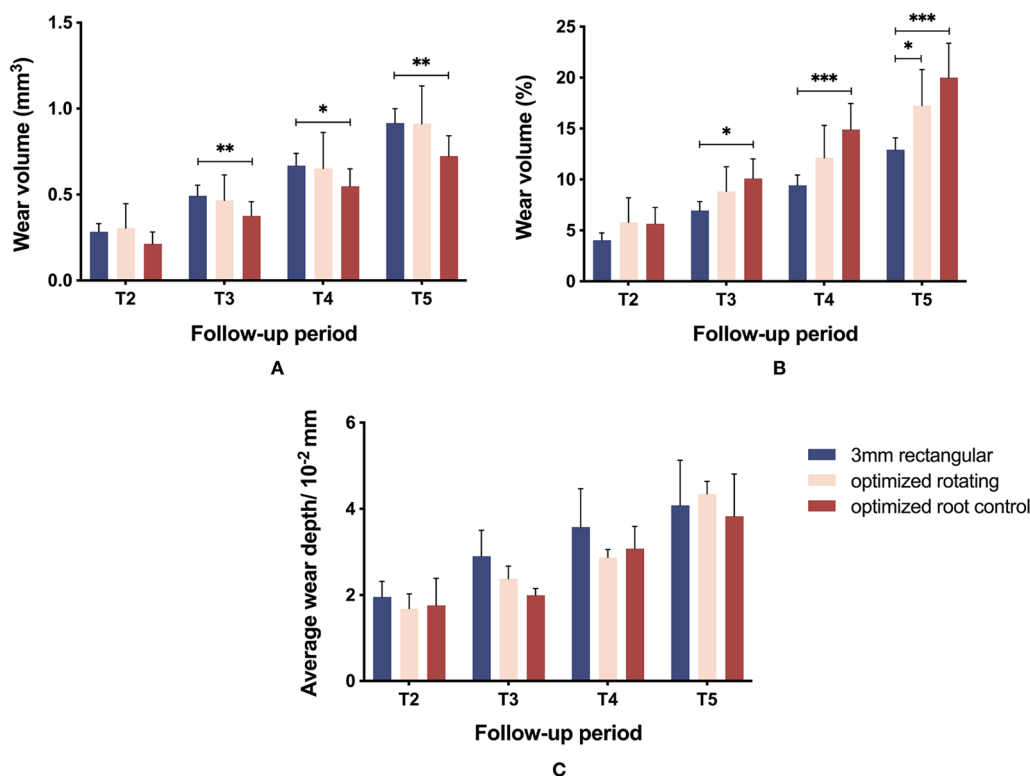 Wear volume (mm³)
1.5
1.0
0.5
0.0
**
*
**
T2 T3 T4 T5
Follow-up period
A
Wear volume (%)
25
20
15
10
5
0
*
***
***
*
T2 T3 T4 T5
Follow-up period
B
Average wear depth/ 10⁻² mm
6
4
2
0
T2 T3 T4 T5
Follow-up period
C
3mm rectangular
optimized rotating
optimized root control